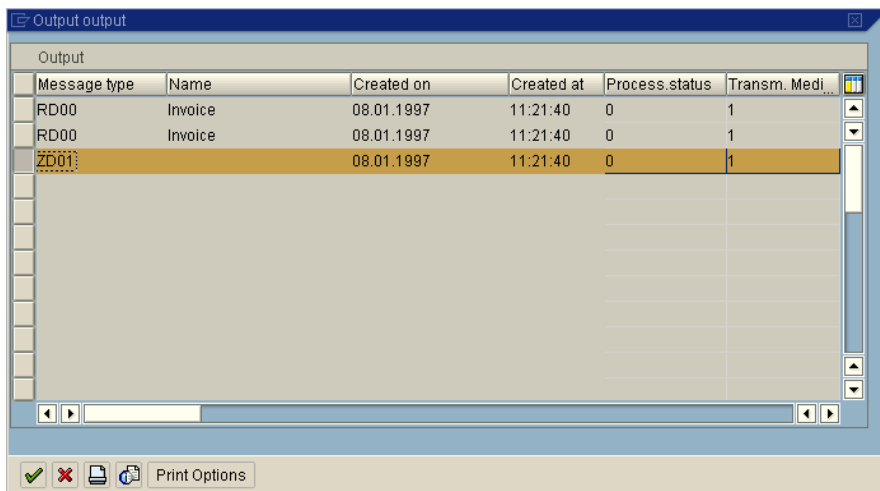 Output output
Output
Message type Name Created on Created at Process.status Transm. Medi...
RD00 Invoice 08.01.1997 11:21:40 0 1
RD00 Invoice 08.01.1997 11:21:40 0 1
ZD01 08.01.1997 11:21:40 0 1
Print Options